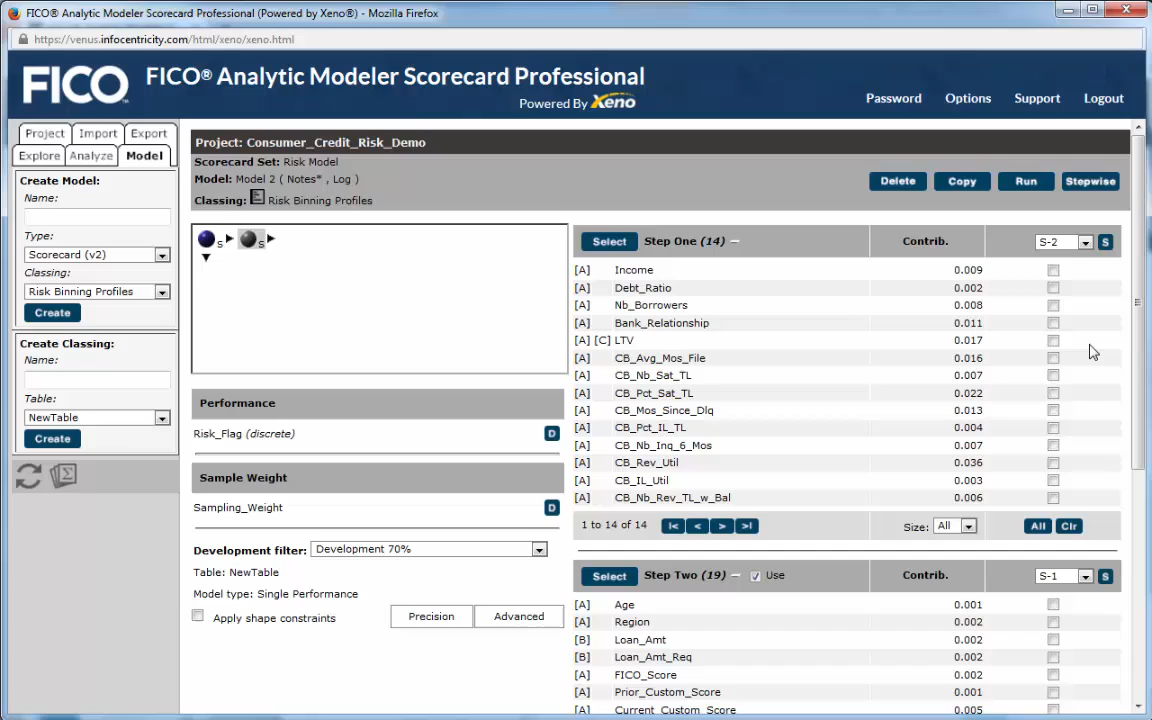 FICO® Analytic Modeler Scorecard Professional (Powered by Xeno®) - Mozilla Firefox
https://venus.infocentricity.com/html/xeno/xeno.html
FICO
FICO® Analytic Modeler Scorecard Professional
Powered By Xeno
Password Options Support Logout
Project Import Export
Explore Analyze Model
Create Model:
Name:
Type:
Scorecard (v2)
Classing:
Risk Binning Profiles
Create
Create Classing:
Name:
Table:
NewTable
Create
Project: Consumer_Credit_Risk_Demo
Scorecard Set: Risk Model
Model: Model 2 ( Notes* , Log )
Classing: Risk Binning Profiles
Delete Copy Run Stepwise
S S
Performance
Risk_Flag (discrete) D
Sample Weight
Sampling_Weight D
Development filter: Development 70%
Table: NewTable
Model type: Single Performance
Apply shape constraints Precision Advanced
Select Step One (14) – Contrib. S-2 S
[A] Income 0.009
[A] Debt_Ratio 0.002
[A] Nb_Borrowers 0.008
[A] Bank_Relationship 0.011
[A] [C] LTV 0.017
[A] CB_Avg_Mos_File 0.016
[A] CB_Nb_Sat_TL 0.007
[A] CB_Pct_Sat_TL 0.022
[A] CB_Mos_Since_Dlq 0.013
[A] CB_Pct_IL_TL 0.004
[A] CB_Nb_Inq_6_Mos 0.007
[A] CB_Rev_Util 0.036
[A] CB_IL_Util 0.003
[A] CB_Nb_Rev_TL_w_Bal 0.006
1 to 14 of 14 |< < > >| Size: All All Clr
Select Step Two (19) – Use Contrib. S-1 S
[A] Age 0.001
[A] Region 0.002
[B] Loan_Amt 0.002
[B] Loan_Amt_Req 0.002
[A] FICO_Score 0.002
[A] Prior_Custom_Score 0.001
[A] Current_Custom_Score 0.005